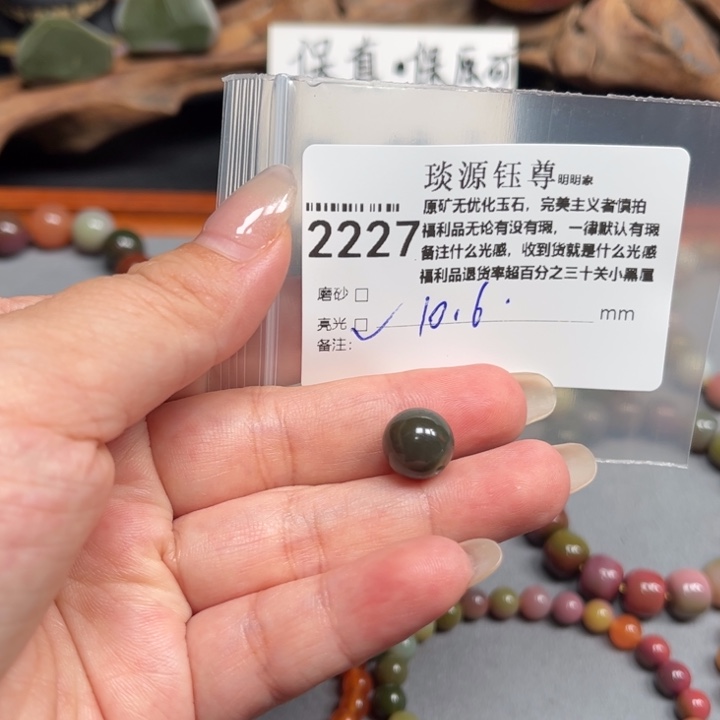 保真·保原矿
琰源钰尊明明家
原矿无优化玉石，完美主义者慎拍
2227
福利品无论有没有瑕，一律默认有瑕
备注什么光感，收到货就是什么光感
福利品退货率超百分之三十关小黑屋
磨砂□
亮光□ ✓ 10.6. mm
备注：